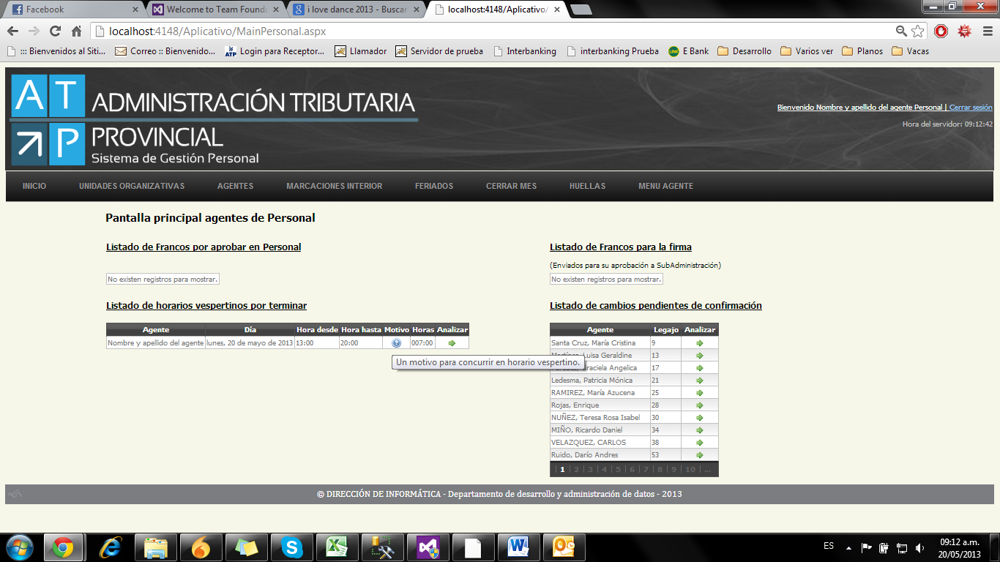 Facebook
Welcome to Team Founda
i love dance 2013 - Buscar
localhost:4148/Aplicativo/
localhost:4148/Aplicativo/MainPersonal.aspx
::: Bienvenidos al Siti...
Correo :: Bienvenido...
ATP Login para Receptor...
Llamador
Servidor de prueba
Interbanking
interbanking Prueba
LINK E Bank
Desarrollo
Varios ver
Planos
Vacas
AT
P
ADMINISTRACIÓN TRIBUTARIA
PROVINCIAL
Sistema de Gestión Personal
Bienvenido Nombre y apellido del agente Personal | Cerrar sesión
Hora del servidor: 09:12:42
INICIO UNIDADES ORGANIZATIVAS AGENTES MARCACIONES INTERIOR FERIADOS CERRAR MES HUELLAS MENU AGENTE
Pantalla principal agentes de Personal
Listado de Francos por aprobar en Personal
No existen registros para mostrar.
Listado de Francos para la firma
(Enviados para su aprobación a SubAdministración)
No existen registros para mostrar.
Listado de horarios vespertinos por terminar
Agente Día Hora desde Hora hasta Motivo Horas Analizar
Nombre y apellido del agente lunes, 20 de mayo de 2013 13:00 20:00 007:00
Un motivo para concurrir en horario vespertino.
Listado de cambios pendientes de confirmación
Agente Legajo Analizar
Santa Cruz, María Cristina 9
Luisa Geraldine 13
Graciela Angelica 17
Ledesma, Patricia Mónica 21
RAMIREZ, María Azucena 25
Rojas, Enrique 28
NUÑEZ, Teresa Rosa Isabel 30
MIÑO, Ricardo Daniel 34
VELAZQUEZ, CARLOS 38
Ruido, Darío Andres 53
1 2 3 4 5 6 7 8 9 10 ...
© DIRECCIÓN DE INFORMÁTICA - Departamento de desarrollo y administración de datos - 2013
ES
09:12 a.m.
20/05/2013